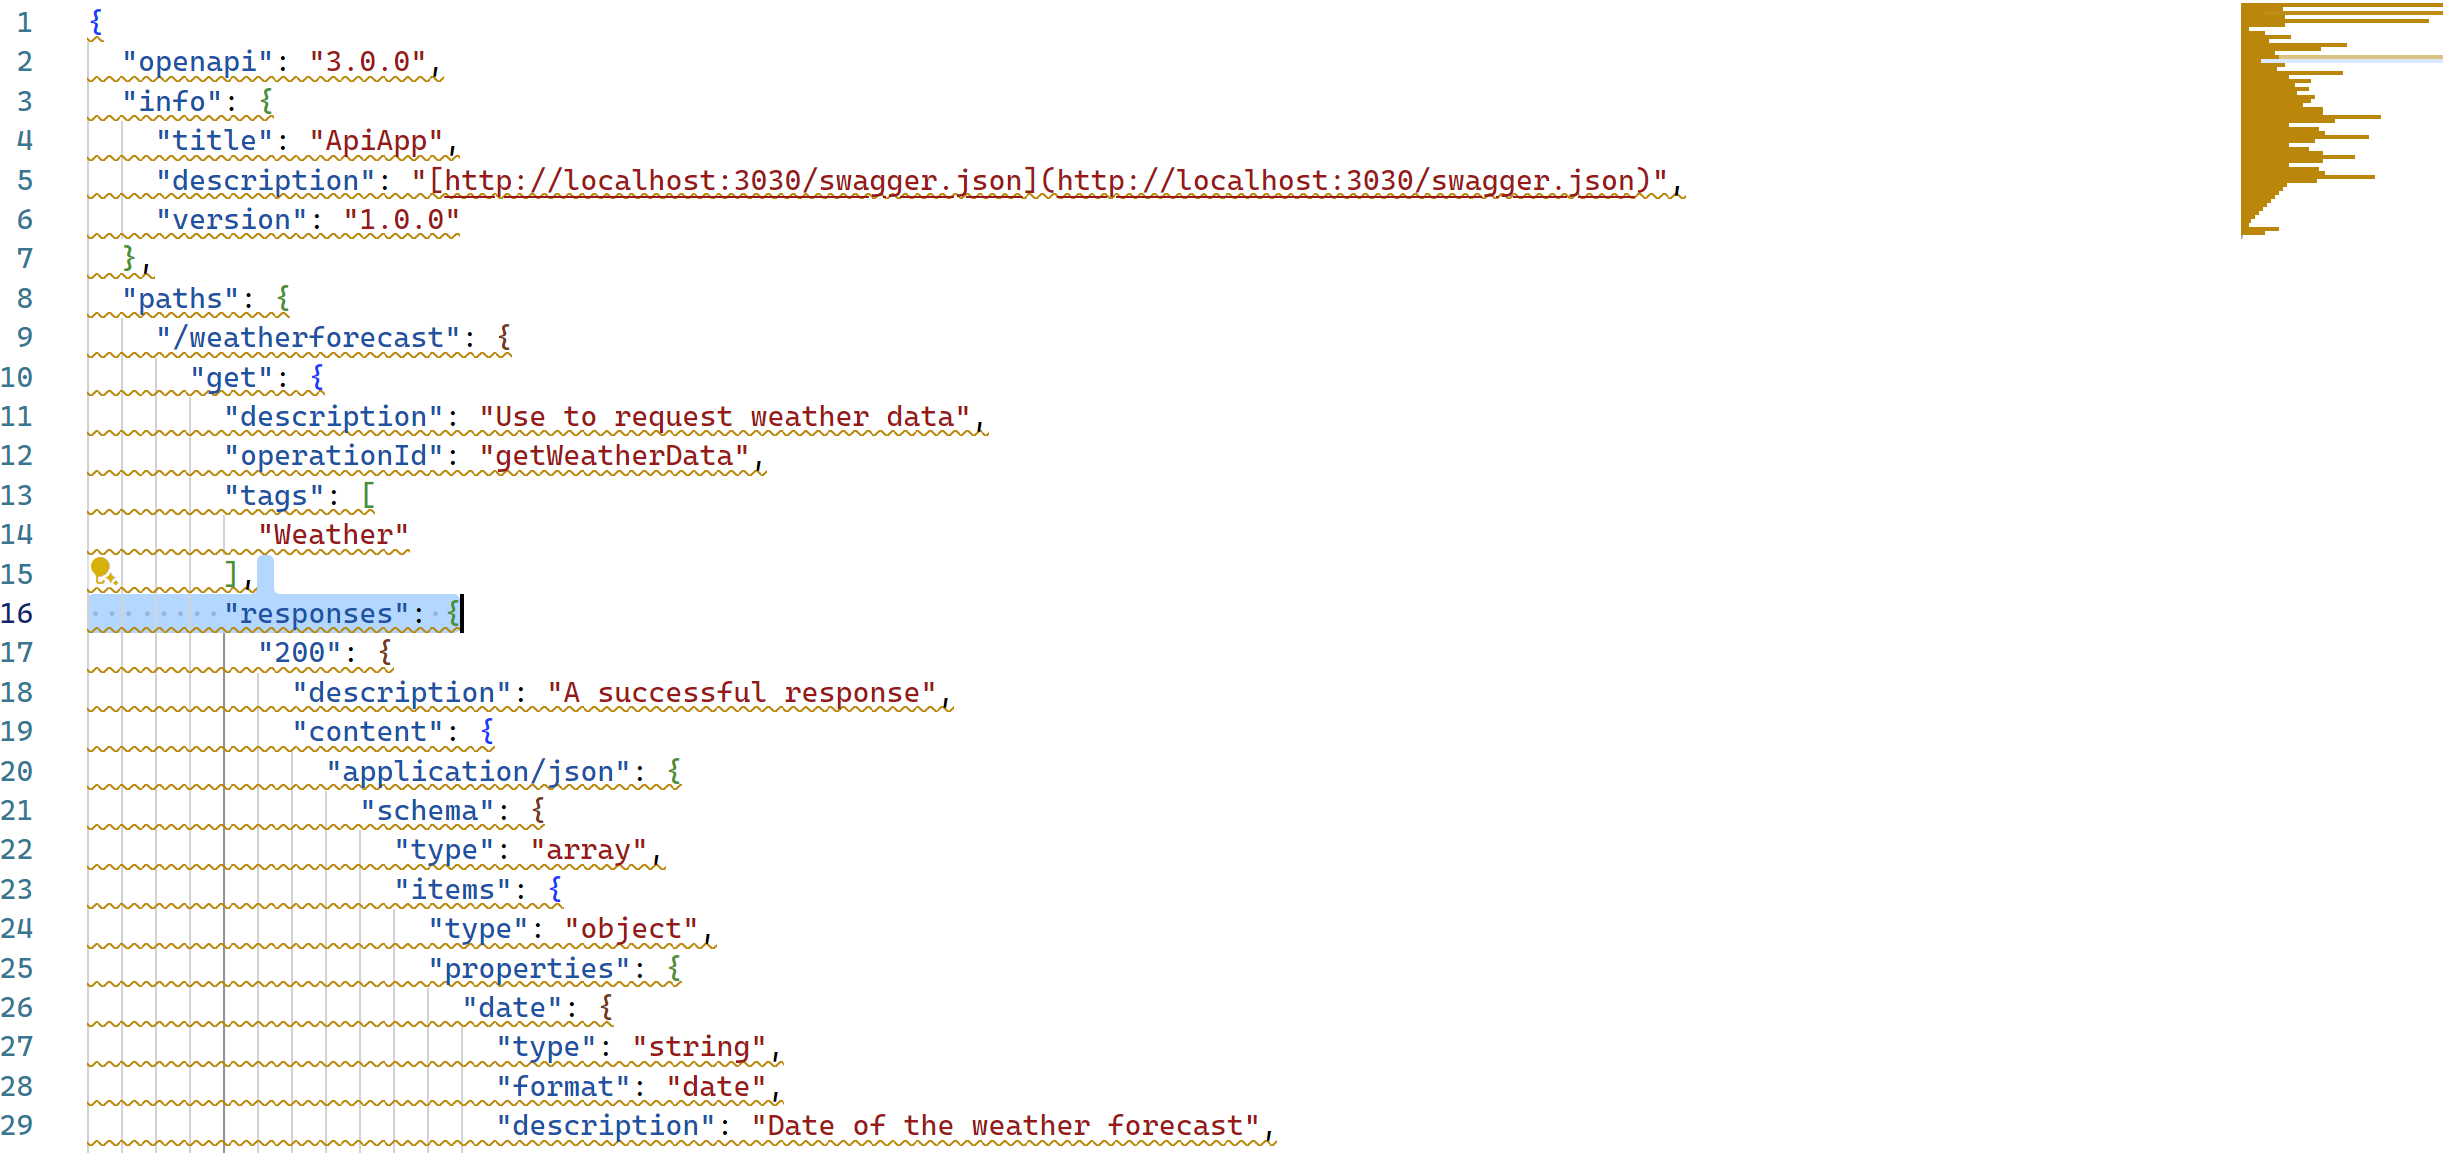 1 {
2   "openapi": "3.0.0",
3   "info": {
4     "title": "ApiApp",
5     "description": "[http://localhost:3030/swagger.json](http://localhost:3030/swagger.json)",
6     "version": "1.0.0"
7   },
8   "paths": {
9     "/weatherforecast": {
10       "get": {
11         "description": "Use to request weather data",
12         "operationId": "getWeatherData",
13         "tags": [
14           "Weather"
15         ],
16         "responses": {
17           "200": {
18             "description": "A successful response",
19             "content": {
20               "application/json": {
21                 "schema": {
22                   "type": "array",
23                   "items": {
24                     "type": "object",
25                     "properties": {
26                       "date": {
27                         "type": "string",
28                         "format": "date",
29                         "description": "Date of the weather forecast",